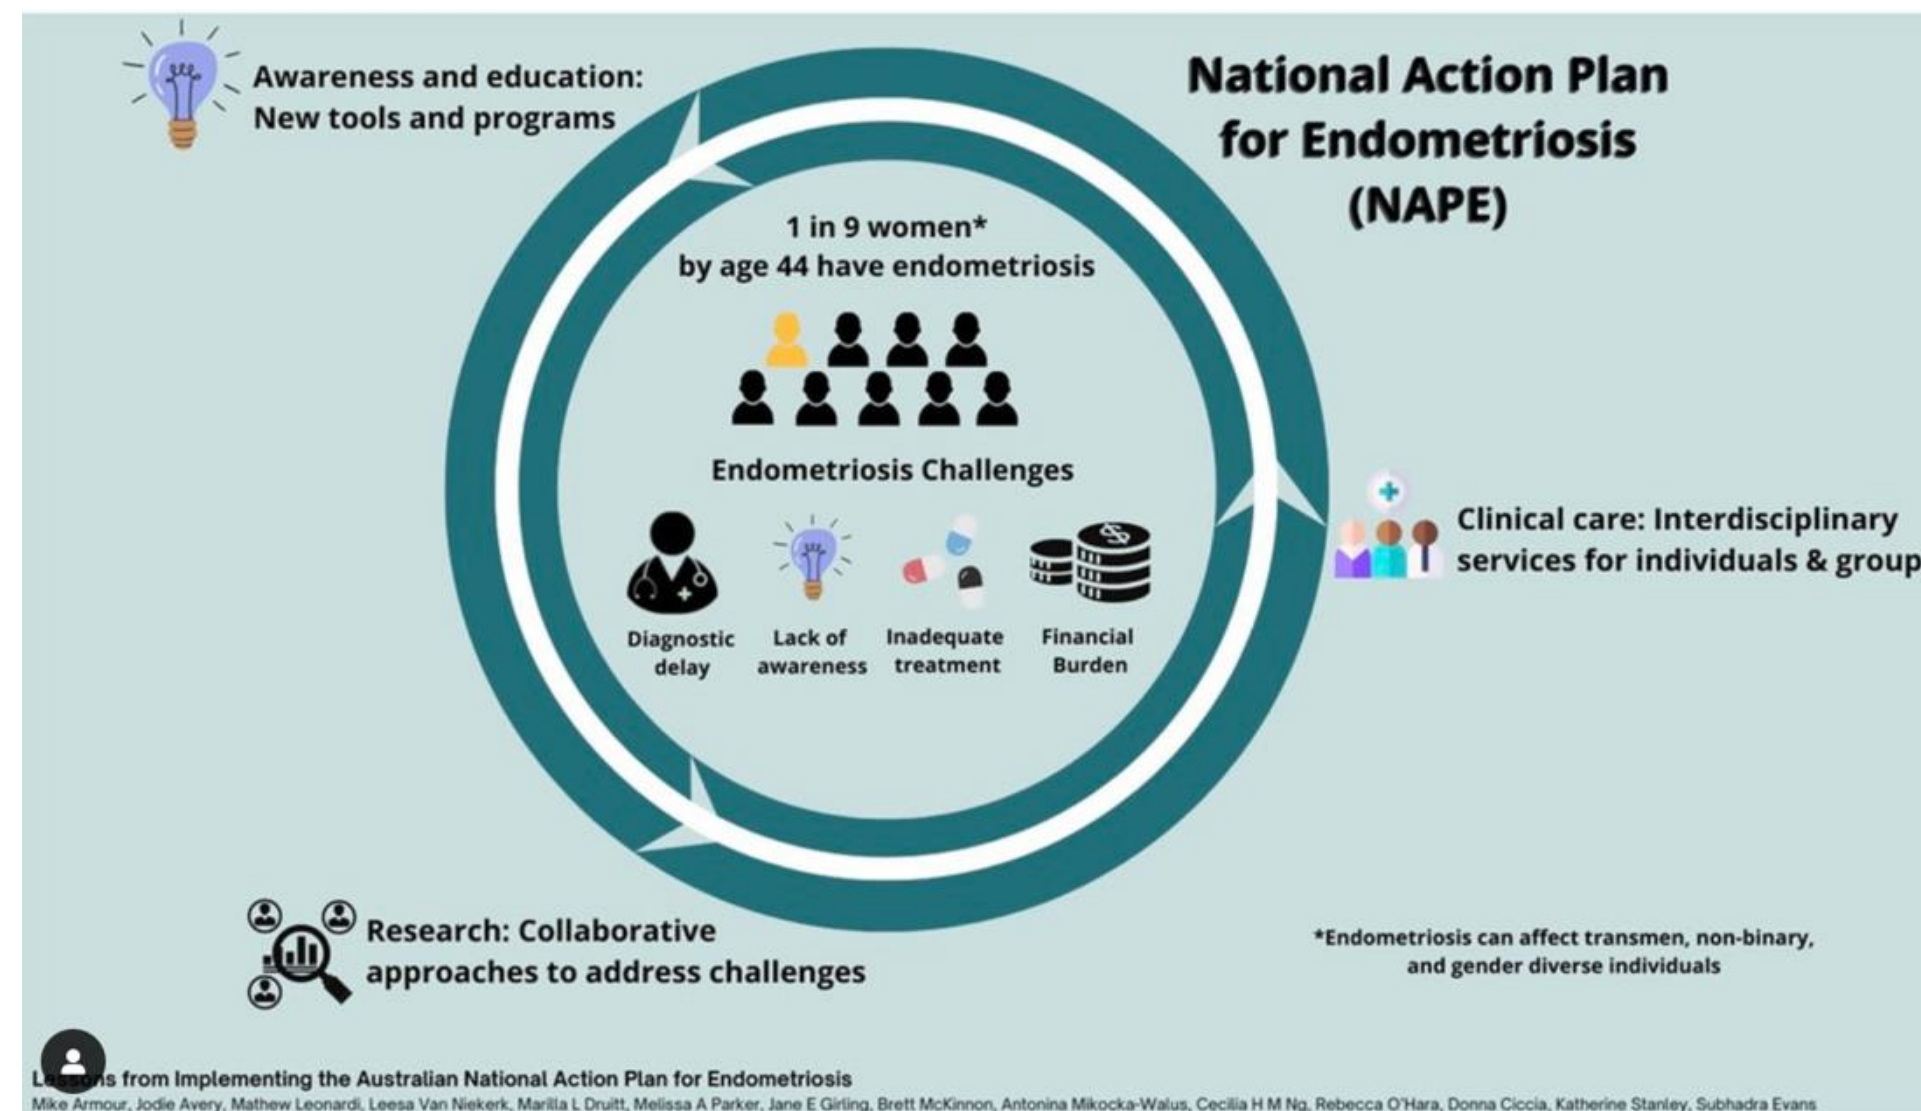 Awareness and education:
New tools and programs
National Action Plan
for Endometriosis
(NAPE)
1 in 9 women*
by age 44 have endometriosis
Endometriosis Challenges
Diagnostic
delay
Lack of
awareness
Inadequate
treatment
Financial
Burden
Clinical care: Interdisciplinary
services for individuals & group
Research: Collaborative
approaches to address challenges
*Endometriosis can affect transmen, non-binary,
and gender diverse individuals
Lessons from Implementing the Australian National Action Plan for Endometriosis
Mike Armour, Jodie Avery, Mathew Leonardi, Leesa Van Niekerk, Marilla L Druitt, Melissa A Parker, Jane E Girling, Brett McKinnon, Antonina Mikocka-Walus, Cecilia H M Ng, Rebecca O'Hara, Donna Ciccia, Katherine Stanley, Subhadra Evans